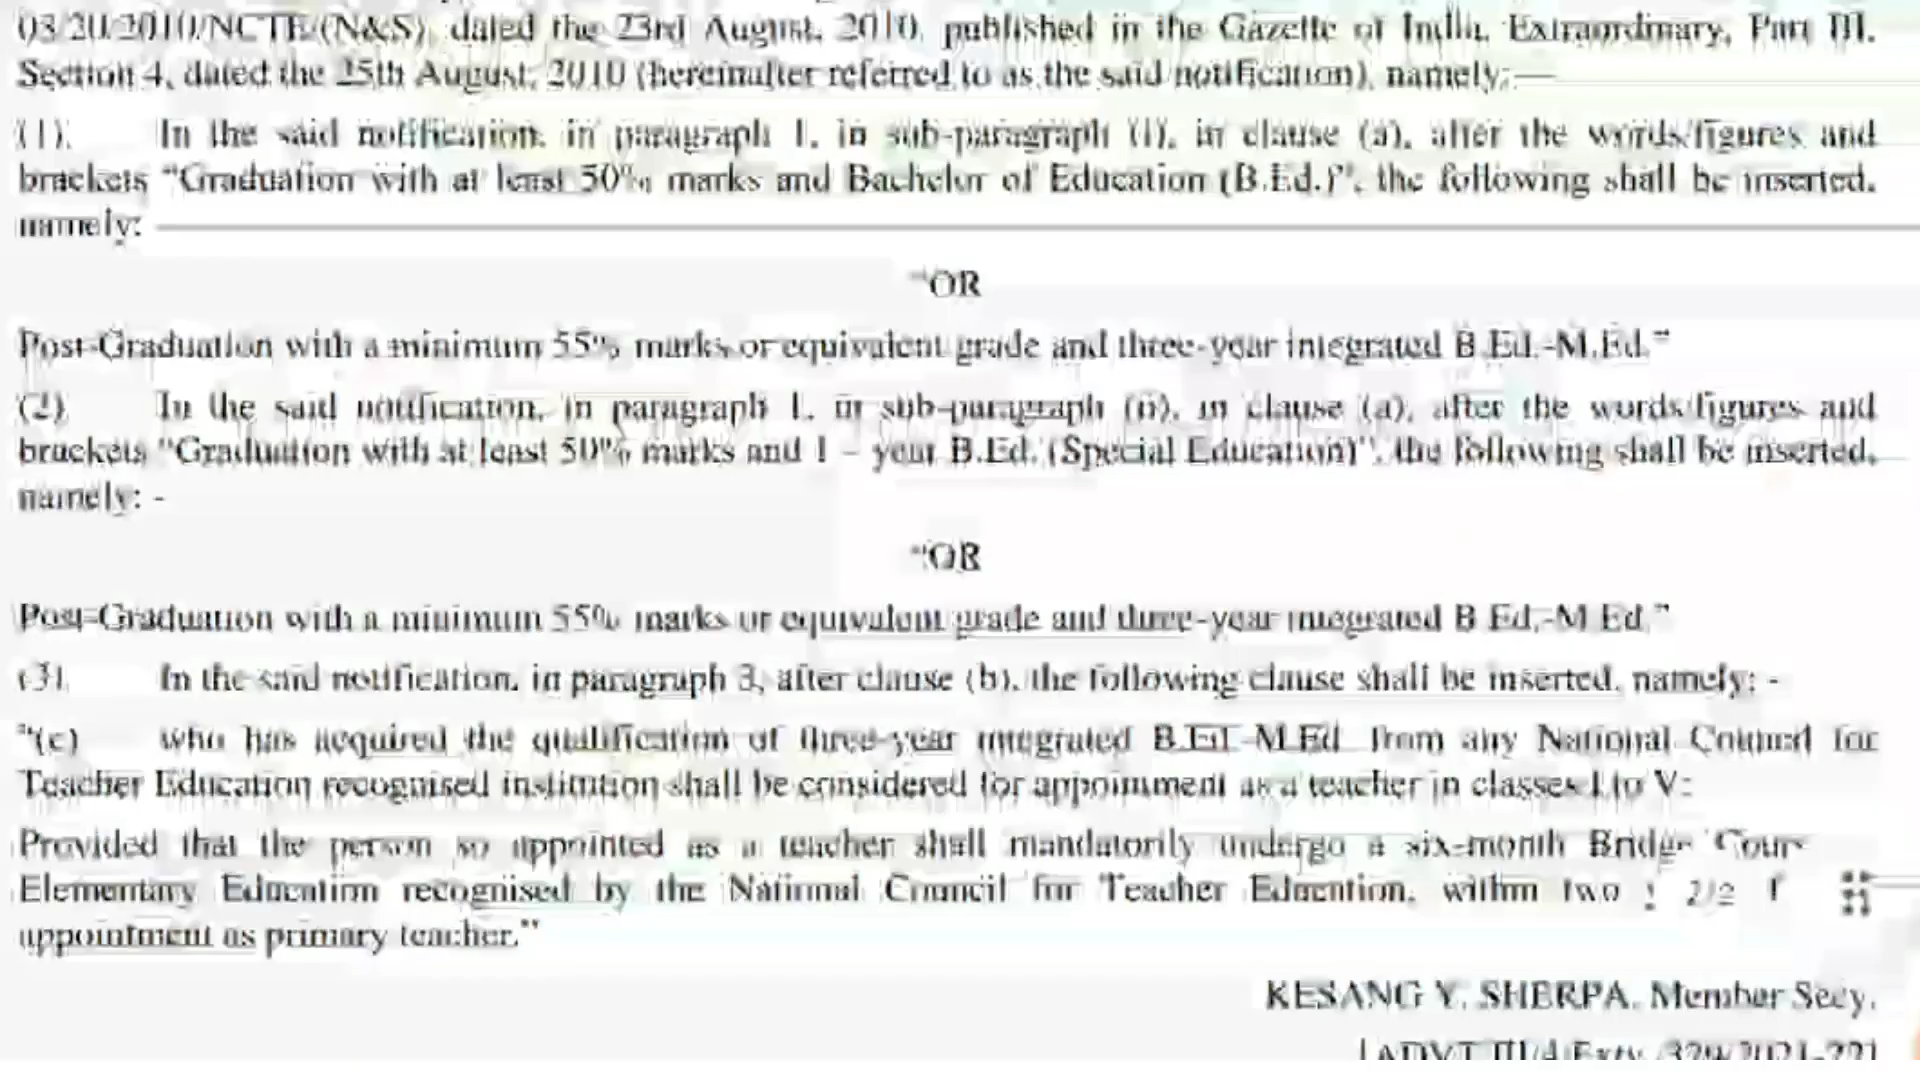 03/20/2010/NCTE/(N&S), dated the 23rd August, 2010, published in the Gazette of India, Extraordinary, Part III,
Section 4, dated the 25th August, 2010 (hereinafter referred to as the said notification), namely:—
(1). In the said notification, in paragraph 1, in sub-paragraph (i), in clause (a), after the words/figures and
brackets “Graduation with at least 50% marks and Bachelor of Education (B.Ed.)”, the following shall be inserted,
namely:
“OR
Post-Graduation with a minimum 55% marks or equivalent grade and three-year integrated B.Ed.-M.Ed.”
(2). In the said notification, in paragraph 1, in sub-paragraph (ii), in clause (a), after the words/figures and
brackets “Graduation with at least 50% marks and 1 – year B.Ed. (Special Education)”, the following shall be inserted,
namely: -
“OR
Post-Graduation with a minimum 55% marks or equivalent grade and three-year integrated B.Ed.-M.Ed.”
(3). In the said notification, in paragraph 3, after clause (b), the following clause shall be inserted, namely: -
“(c) who has acquired the qualification of three-year integrated B.Ed.-M.Ed. from any National Council for
Teacher Education recognised institution shall be considered for appointment as a teacher in classes I to V:
Provided that the person so appointed as a teacher shall mandatorily undergo a six-month Bridge
Elementary Education recognised by the National Council for Teacher Education, within two
appointment as primary teacher.”
KESANG Y. SHERPA, Member Secy.
[ADVT.-III/4/Exty./329/2021-22]